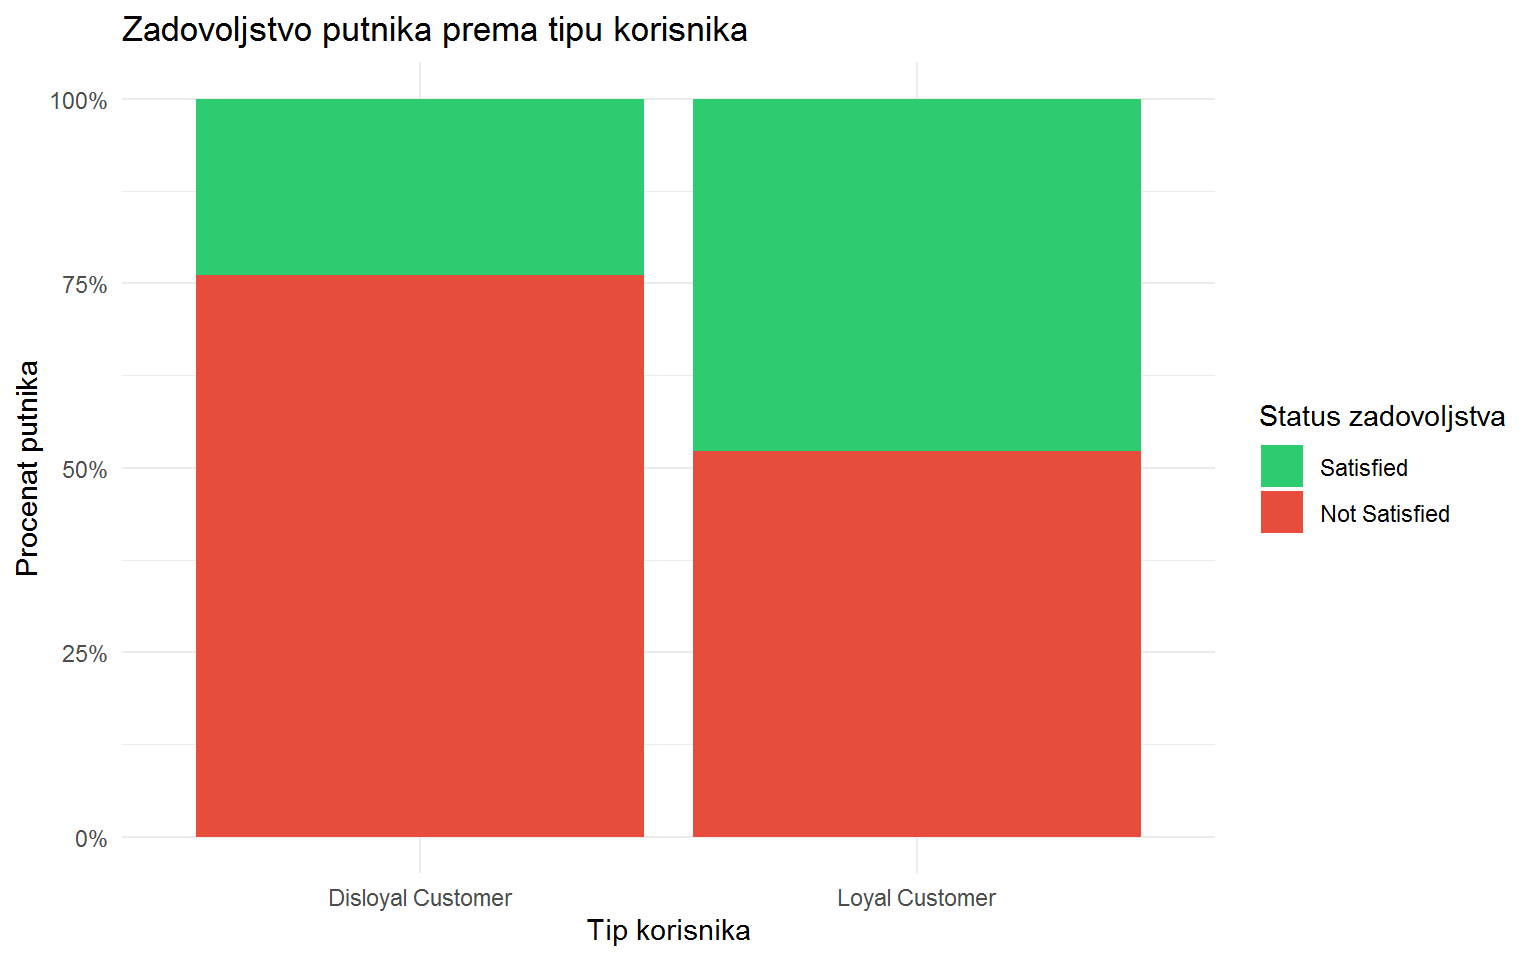 Zadovoljstvo putnika prema tipu korisnika
Procenat putnika
100%
75%
50%
25%
0%
Disloyal Customer
Loyal Customer
Tip korisnika
Status zadovoljstva
Satisfied
Not Satisfied